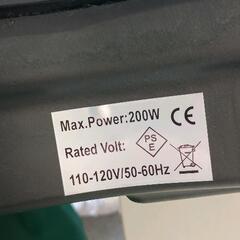 Max.Power:200W CE
Rated Volt: PS E
110-120V/50-60Hz